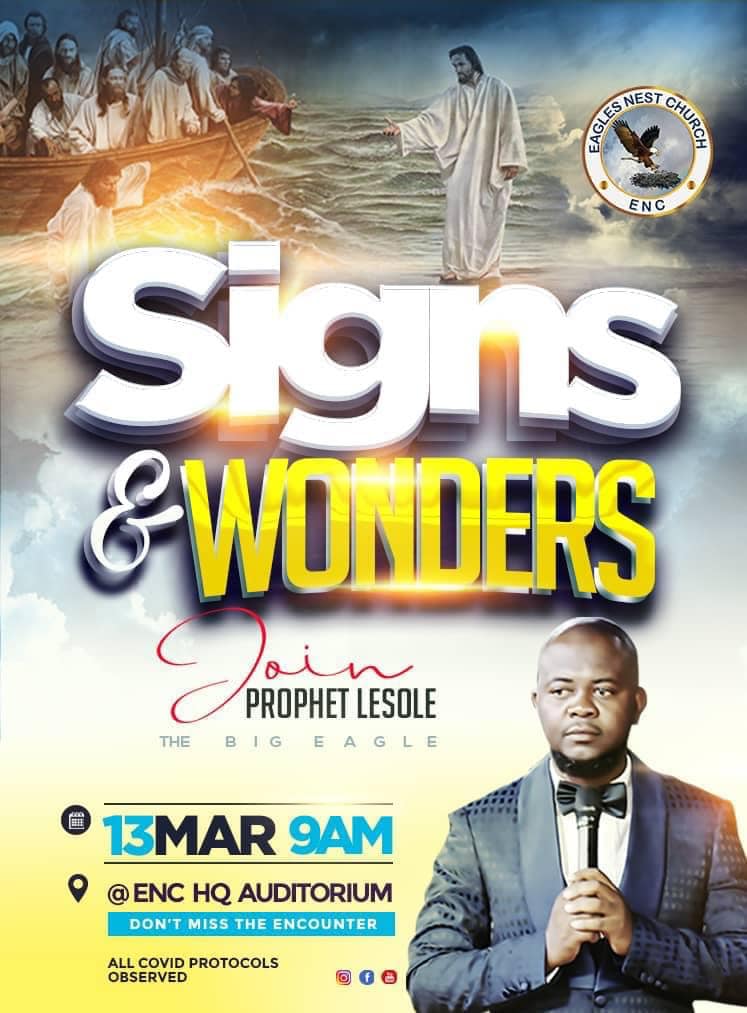 EAGLES NEST CHURCH
ENC
Signs
& WONDERS
Join
PROPHET LESOLE
THE BIG EAGLE
13MAR 9AM
@ ENC HQ AUDITORIUM
DON'T MISS THE ENCOUNTER
ALL COVID PROTOCOLS
OBSERVED